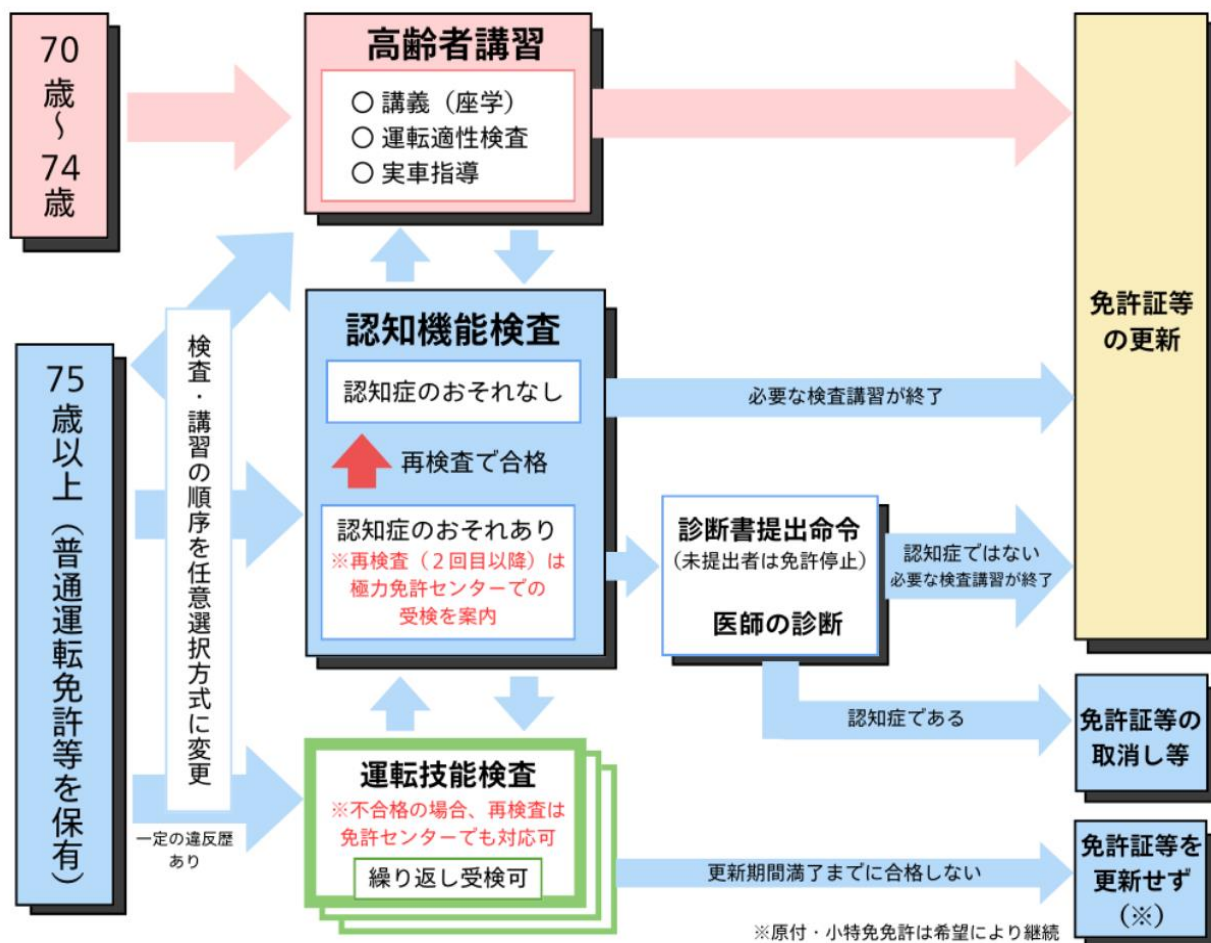 70歳～74歳
高齢者講習
○ 講義（座学）
○ 運転適性検査
○ 実車指導
免許証等
の更新
75歳以上（普通運転免許等を保有）
検査・講習の順序を任意選択方式に変更
認知機能検査
認知症のおそれなし
必要な検査講習が終了
再検査で合格
認知症のおそれあり
※再検査（２回目以降）は
極力免許センターでの
受検を案内
診断書提出命令
(未提出者は免許停止)
医師の診断
認知症ではない
必要な検査講習が終了
認知症である
免許証等の
取消し等
一定の違反歴
あり
運転技能検査
※不合格の場合、再検査は
免許センターでも対応可
繰り返し受検可
更新期間満了までに合格しない
免許証等を
更新せず
（※）
※原付・小特免免許は希望により継続